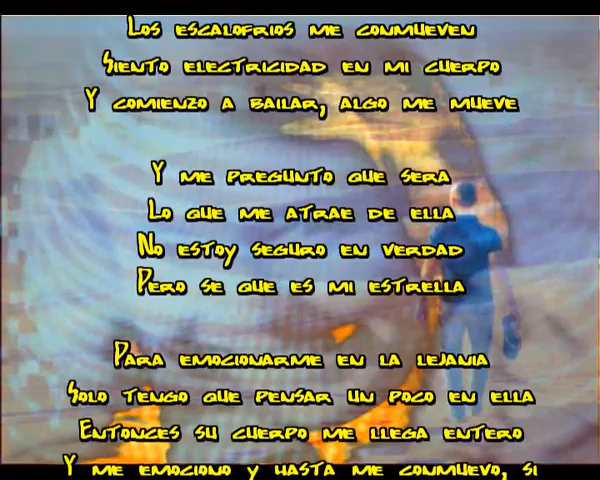 Los escalofrios me conmueven
Siento electricidad en mi cuerpo
Y comienzo a bailar, algo me mueve
Y me pregunto que sera
Lo que me atrae de ella
No estoy seguro en verdad
Pero se que es mi estrella
Para emocionarme en la lejania
Solo tengo que pensar un poco en ella
Entonces su cuerpo me llega entero
Y me emociono y hasta me conmuevo, si